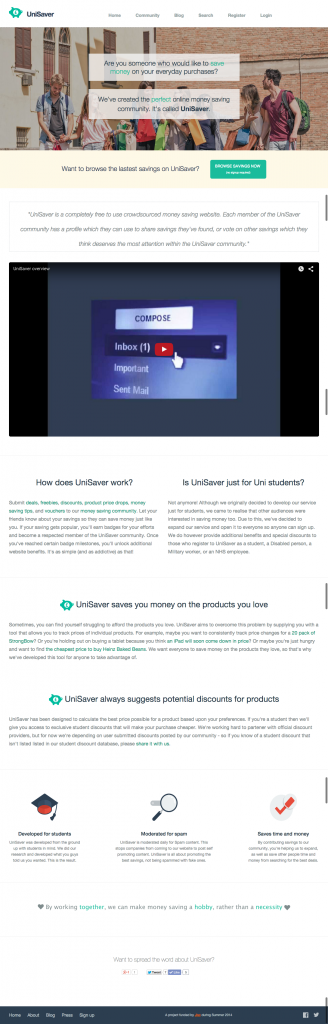 UniSaver
Home Community Blog Search Register Login
Are you someone who would like to save
money on your everyday purchases?
We've created the perfect online money saving
community. It's called UniSaver.
Want to browse the lastest savings on UniSaver?
BROWSE SAVINGS NOW
"UniSaver is a completely free to use crowdsourced money saving website. Each member of the UniSaver
community has a profile which they can use to share savings they've found, or vote on other savings which they
think deserves the most attention within the UniSaver community."
UniSaver overview
COMPOSE
Inbox (1)
Important
Sent Mail
How does UniSaver work?
Submit deals, freebies, discounts, product price drops, money
saving tips, and vouchers to our money saving community. Let your
friends know about your savings so they can save money just like
you. If your saving gets popular, you'll earn badges for your efforts
and become a respected member of the UniSaver community. Once
you've reached certain badge milestones, you'll unlock additional
website benefits. It's as simple (and as addictive) as that!
Is UniSaver just for Uni students?
Not anymore! Although we originally decided to develop our service
just for students, we came to realise that other audiences were
interested in saving money too. Due to this, we've decided to
expand our service and open it to everyone so anyone can sign up.
We do however provide additional benefits and special discounts to
those who register to UniSaver as a student, a Disabled person, a
Military worker, or an NHS employee.
UniSaver saves you money on the products you love
Sometimes, you can find yourself struggling to afford the products you love. UniSaver aims to overcome this problem by supplying you with a
tool that allows you to track prices of individual products. For example, maybe you want to consistently track price changes for a 20 pack of
StrongBow? Or you're holding out on buying a tablet because you think an iPad will soon come down in price? Or maybe you're just hungry
and want to find the cheapest price to buy Heinz Baked Beans. We want everyone to save money on the products they love, so that's why
we've developed this tool for anyone to take advantage of.
UniSaver always suggests potential discounts for products
UniSaver has been designed to calculate the best price possible for a product based upon your preferences. If you're a student then we'll
give you access to exclusive student discounts that will make your purchase cheaper. We're working hard to partener with official discount
providers, but for now we're depending on user submitted discounts posted by our community - so if you know of a student discount that
isn't listed listed in our student discount database, please share it with us.
Developed for students
UniSaver was developed from the ground
up with students in mind. We did our
research and developed what you guys
told us you wanted. This is the result.
Moderated for spam
UniSaver is moderated daily for Spam content. This
stops companies from coming to our website to post self
promoting content. UniSaver is all about promoting the
best savings, not being spammed with fake ones.
Saves time and money
By contributing savings to our
community, you're helping us to expand,
as well as save other people time and
money from searching for the best deals.
By working together, we can make money saving a hobby, rather than a necessity
Want to spread the word about UniSaver?
Tweet
Home About Blog Press Sign up
A project hosted by during Summer 2014